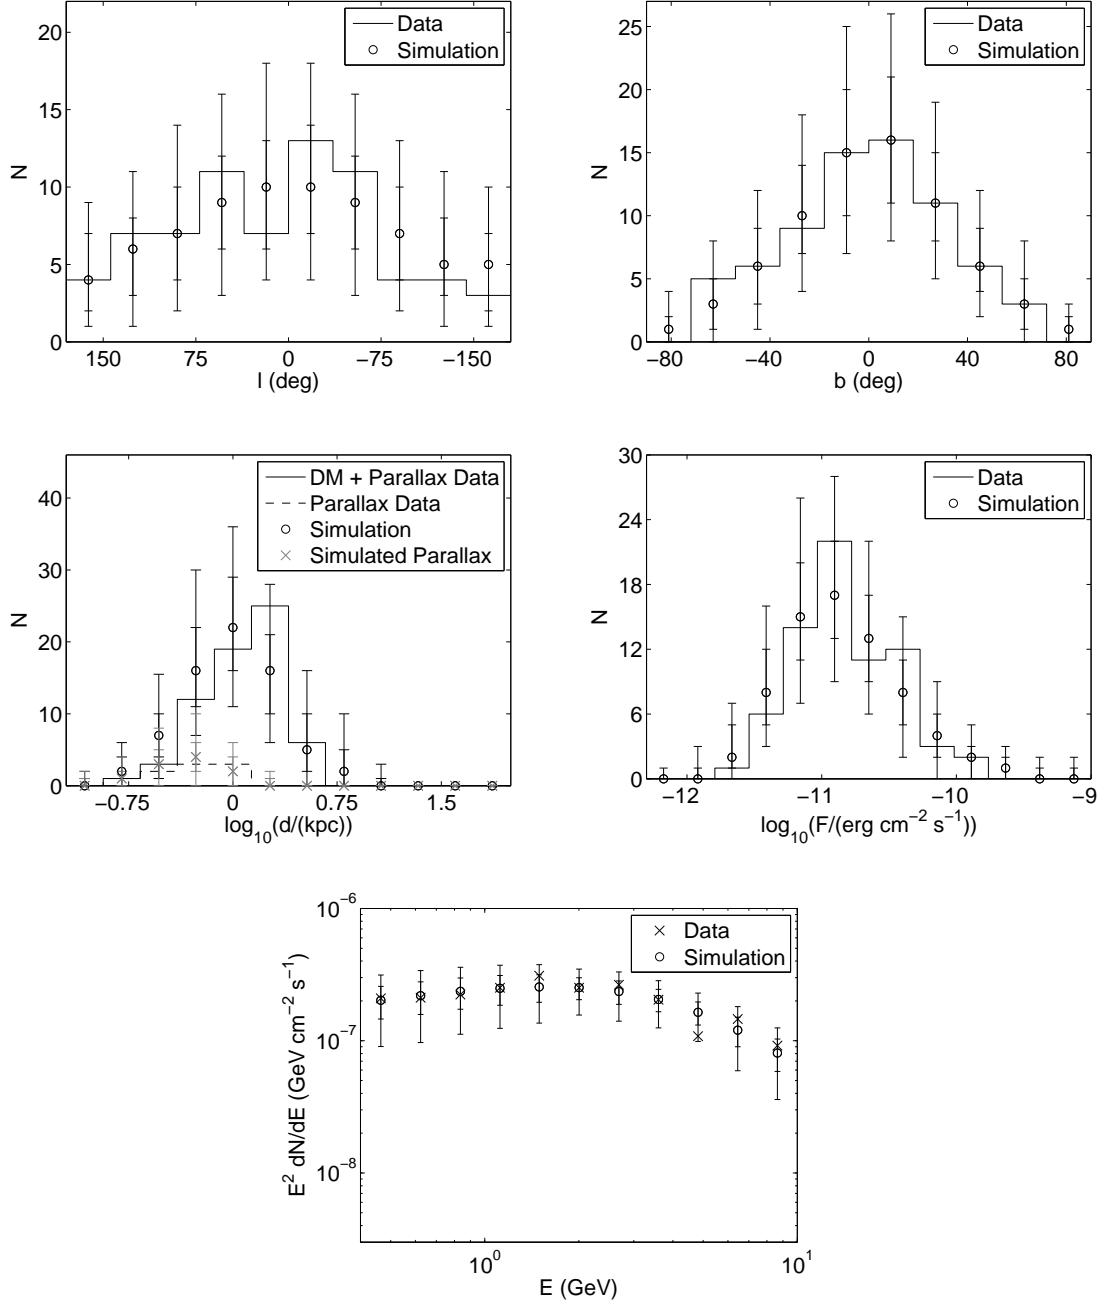 Data
Simulation
20
15
10
5
0
N
150
75
0
−75
−150
l (deg)
Data
Simulation
25
20
15
10
5
0
N
−80
−40
0
40
80
b (deg)
DM + Parallax Data
Parallax Data
Simulation
Simulated Parallax
40
30
20
10
0
N
−0.75
0
0.75
1.5
log10(d/(kpc))
Data
Simulation
30
24
18
12
6
0
N
−12
−11
−10
−9
log10(F/(erg cm−2 s−1))
Data
Simulation
10−6
10−7
10−8
E2 dN/dE (GeV cm−2 s−1)
100
101
E (GeV)